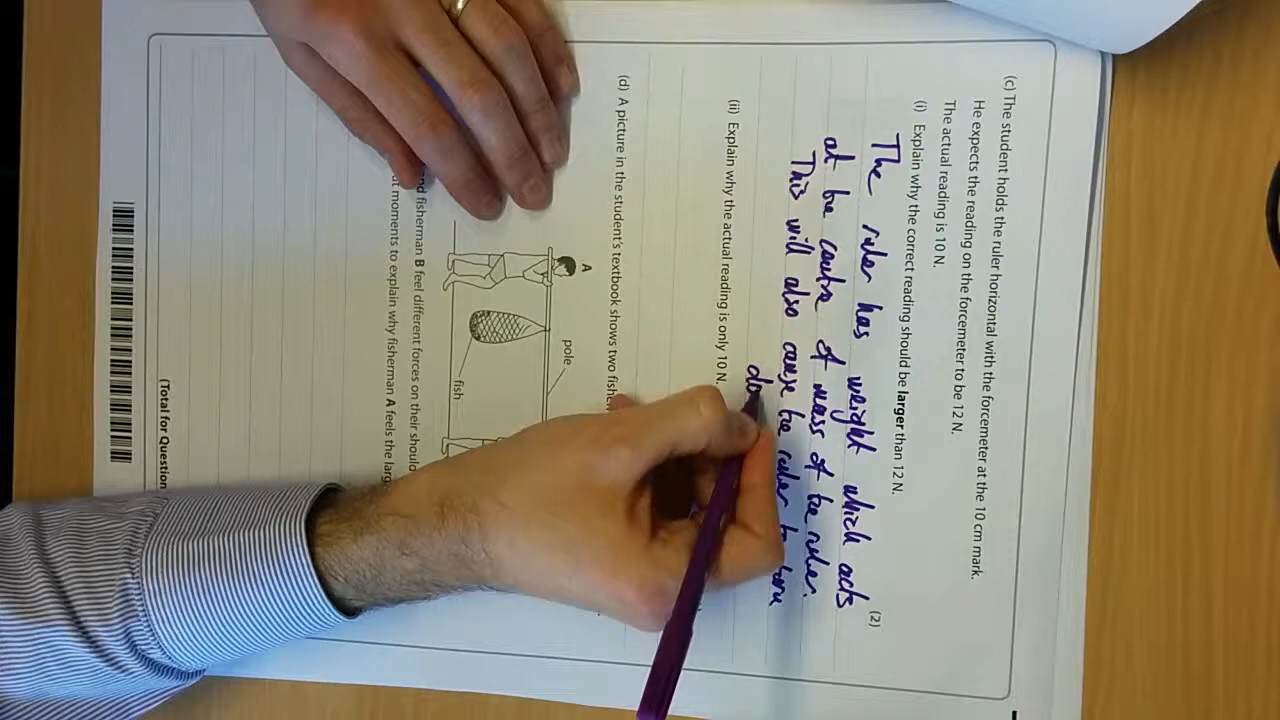 (c) The student holds the ruler horizontal with the forcemeter at the 10 cm mark.
He expects the reading on the forcemeter to be 12 N.
The actual reading is 10 N.
(i) Explain why the correct reading should be larger than 12 N.
(2)
The ruler has weight which acts
at the centre of mass of the ruler.
This will also cause the ruler to turn
do
(ii) Explain why the actual reading is only 10 N.
(d) A picture in the student's textbook shows two
A
pole
fish
fisherman B feel different forces on their
moments to explain why fisherman A feels the
(Total for Question